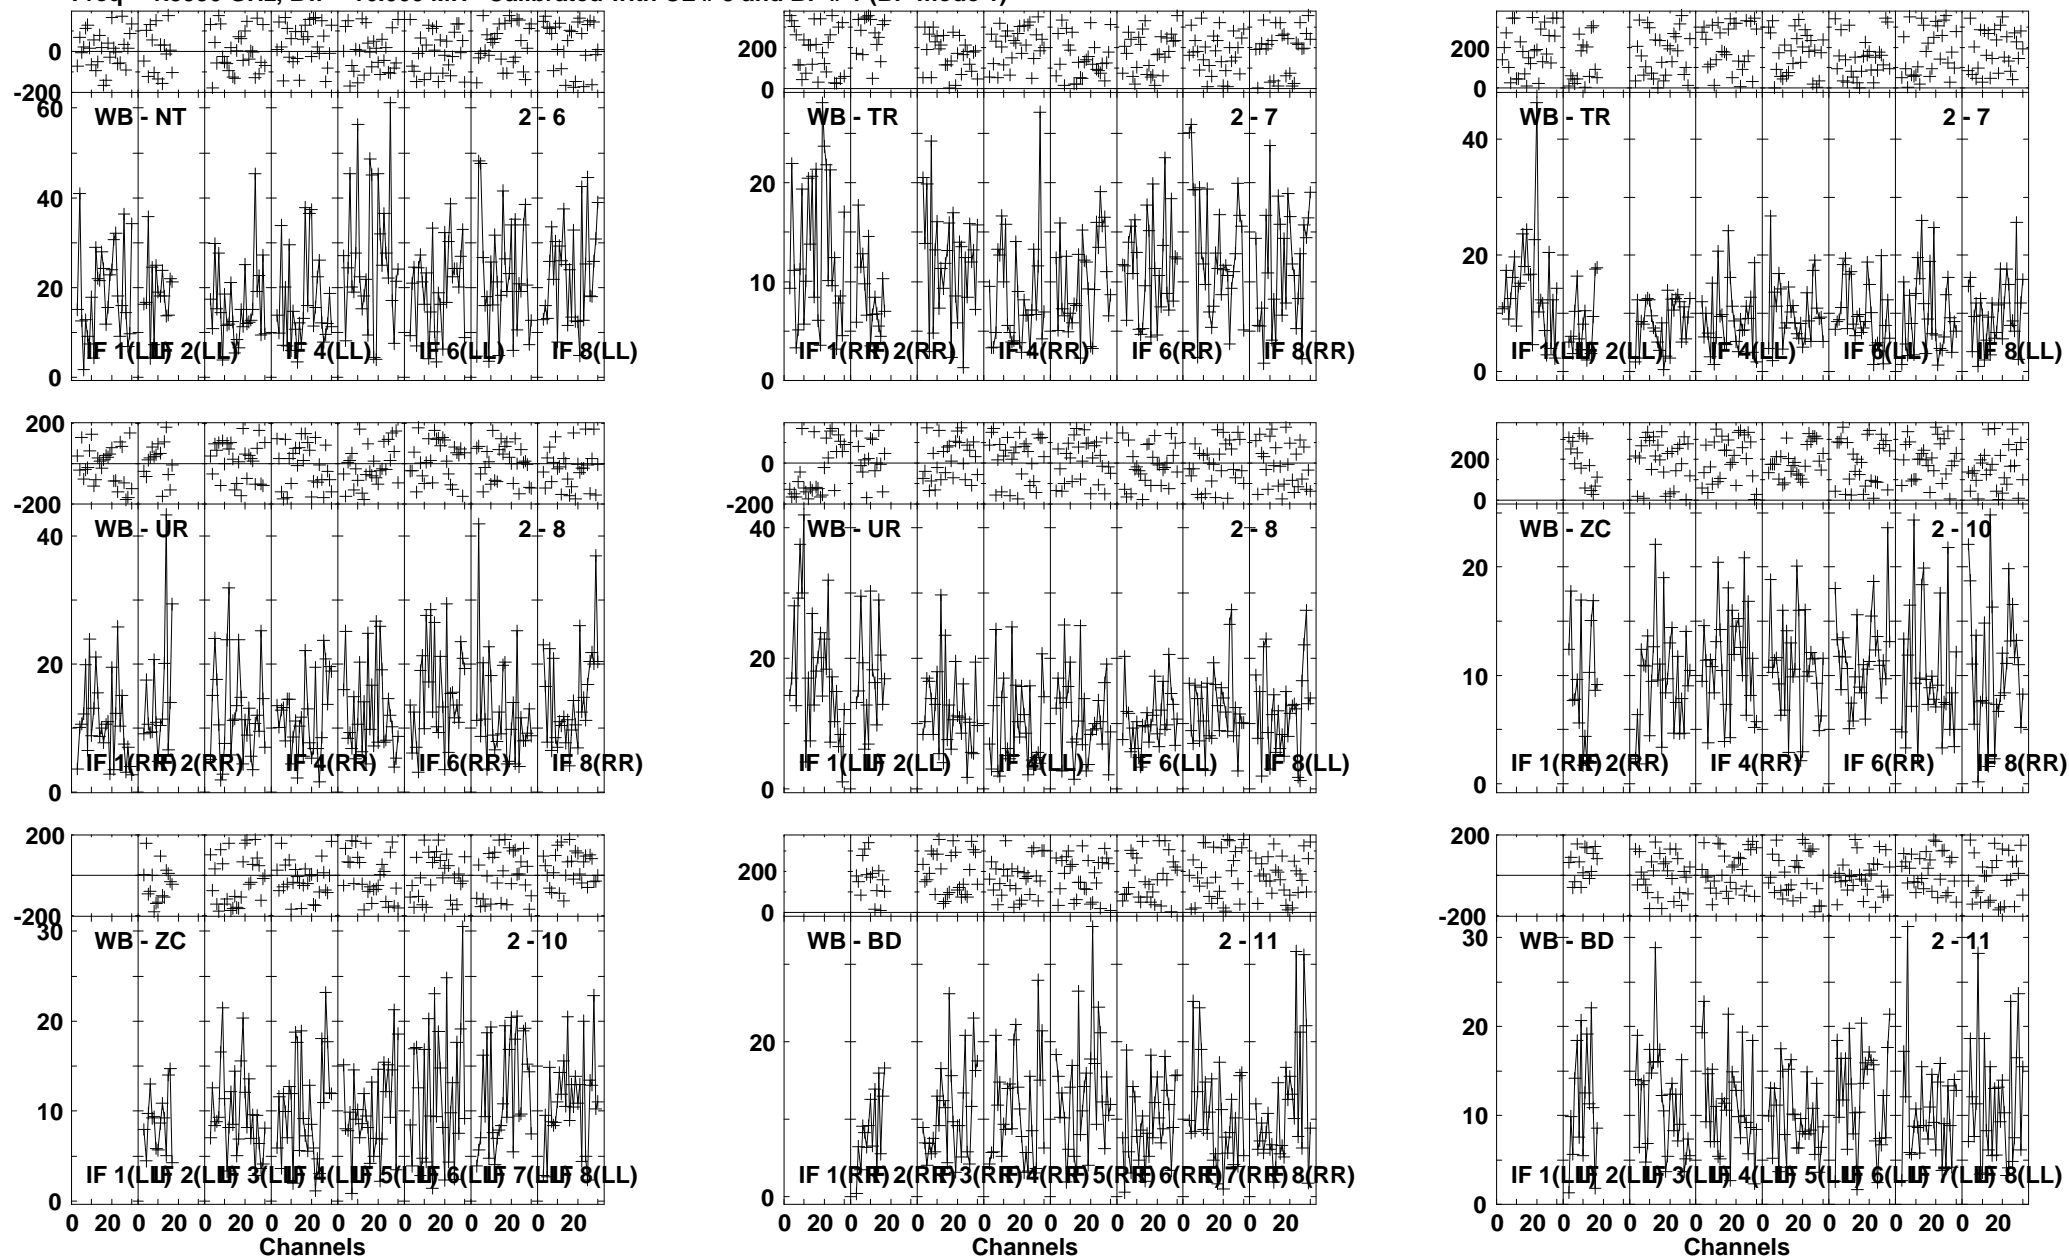 0
-200
60
40
20
0
WB - NT
2 - 6
IF 1(LL)
IF 2(LL)
IF 4(LL)
IF 6(LL)
IF 8(LL)
200
0
20
10
0
WB - TR
2 - 7
IF 1(RR)
IF 2(RR)
IF 4(RR)
IF 6(RR)
IF 8(RR)
200
0
40
20
0
WB - TR
2 - 7
IF 1(LL)
IF 2(LL)
IF 4(LL)
IF 6(LL)
IF 8(LL)
200
0
-200
40
20
0
WB - UR
2 - 8
IF 1(RR)
IF 2(RR)
IF 4(RR)
IF 6(RR)
IF 8(RR)
0
-200
40
20
0
WB - UR
2 - 8
IF 1(LL)
IF 2(LL)
IF 4(LL)
IF 6(LL)
IF 8(LL)
200
0
20
10
0
WB - ZC
2 - 10
IF 1(RR)
IF 2(RR)
IF 4(RR)
IF 6(RR)
IF 8(RR)
200
-200
30
20
10
0
WB - ZC
2 - 10
IF 1(LL)
IF 2(LL)
IF 3(LL)
IF 4(LL)
IF 5(LL)
IF 6(LL)
IF 7(LL)
IF 8(LL)
0 20 0 20 0 20 0 20 0 20 0 20 0 20 0 20
Channels
200
0
20
0
WB - BD
2 - 11
IF 1(RR)
IF 2(RR)
IF 3(RR)
IF 4(RR)
IF 5(RR)
IF 6(RR)
IF 7(RR)
IF 8(RR)
0 20 0 20 0 20 0 20 0 20 0 20 0 20 0 20
Channels
200
-200
30
20
10
0
WB - BD
2 - 11
IF 1(LL)
IF 2(LL)
IF 3(LL)
IF 4(LL)
IF 5(LL)
IF 6(LL)
IF 7(LL)
IF 8(LL)
0 20 0 20 0 20 0 20 0 20 0 20 0 20 0 20
Channels